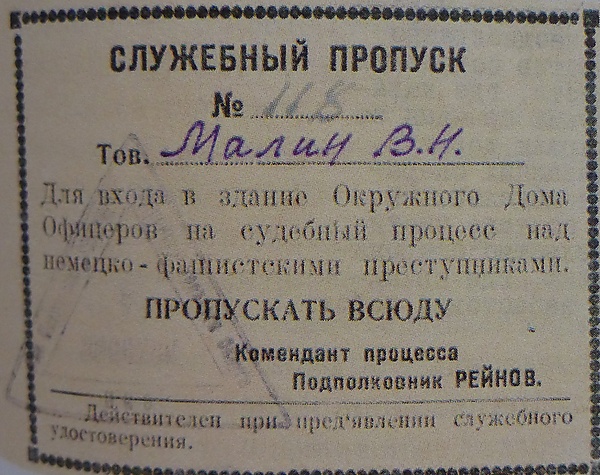 СЛУЖЕБНЫЙ ПРОПУСК
№ 118
Тов. Малин В.Н.
Для входа в здание Окружного Дома
Офицеров на судебный процесс над
немецко-фашистскими преступниками.
ПРОПУСКАТЬ ВСЮДУ
Комендант процесса
Подполковник РЕЙНОВ.
Действителен при пред'явлении служебного
удостоверения.